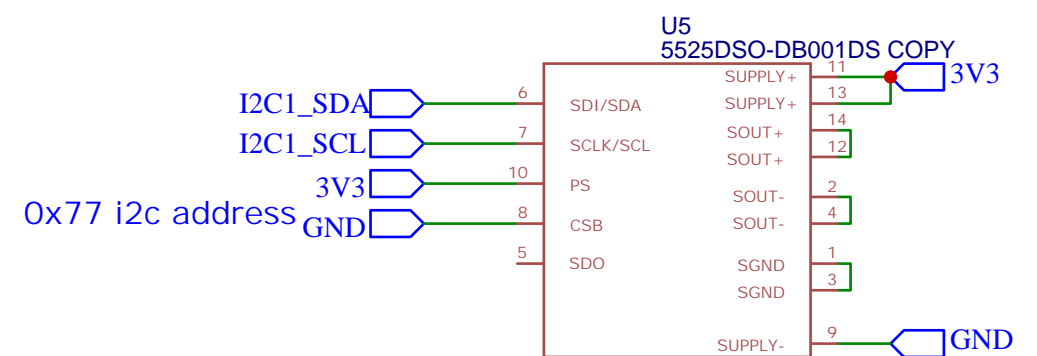 U5
5525DSO-DB001DS COPY
11
SUPPLY+
3V3
I2C1_SDA
6
SDI/SDA
SUPPLY+
13
14
SOUT+
I2C1_SCL
7
SCLK/SCL
12
SOUT+
3V3
10
PS
2
SOUT-
0x77 i2c address
GND
8
CSB
4
SOUT-
5
SDO
1
SGND
3
SGND
9
SUPPLY-
GND